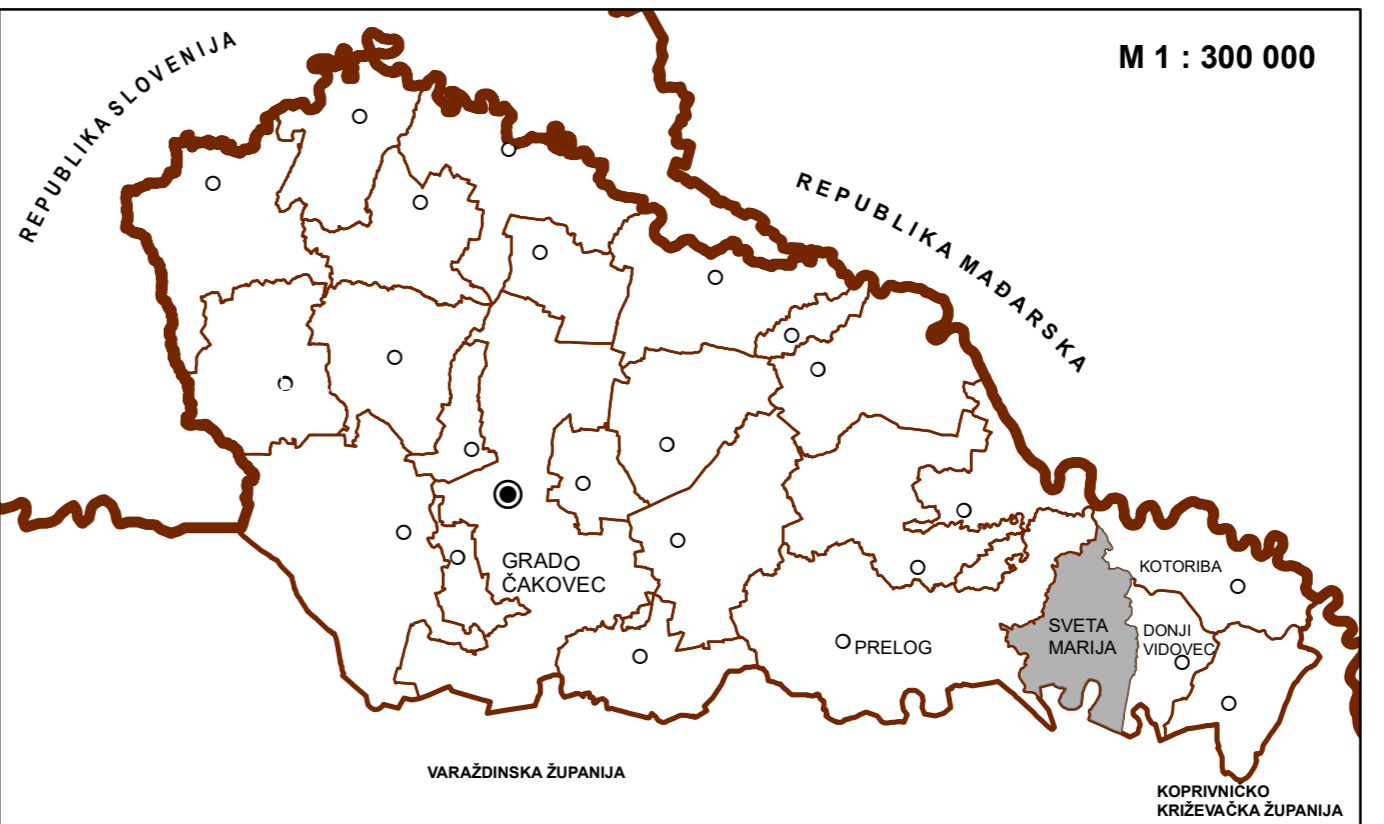 M 1 : 300 000
REPUBLIKA SLOVENIJA
REPUBLIKA MAĐARSKA
GRAD
ČAKOVEC
KOTORIBA
SVETA
MARIJA
DONJI
VIDOVEC
PRELOG
VARAŽDINSKA ŽUPANIJA
KOPRIVNIČKO
KRIŽEVAČKA ŽUPANIJA